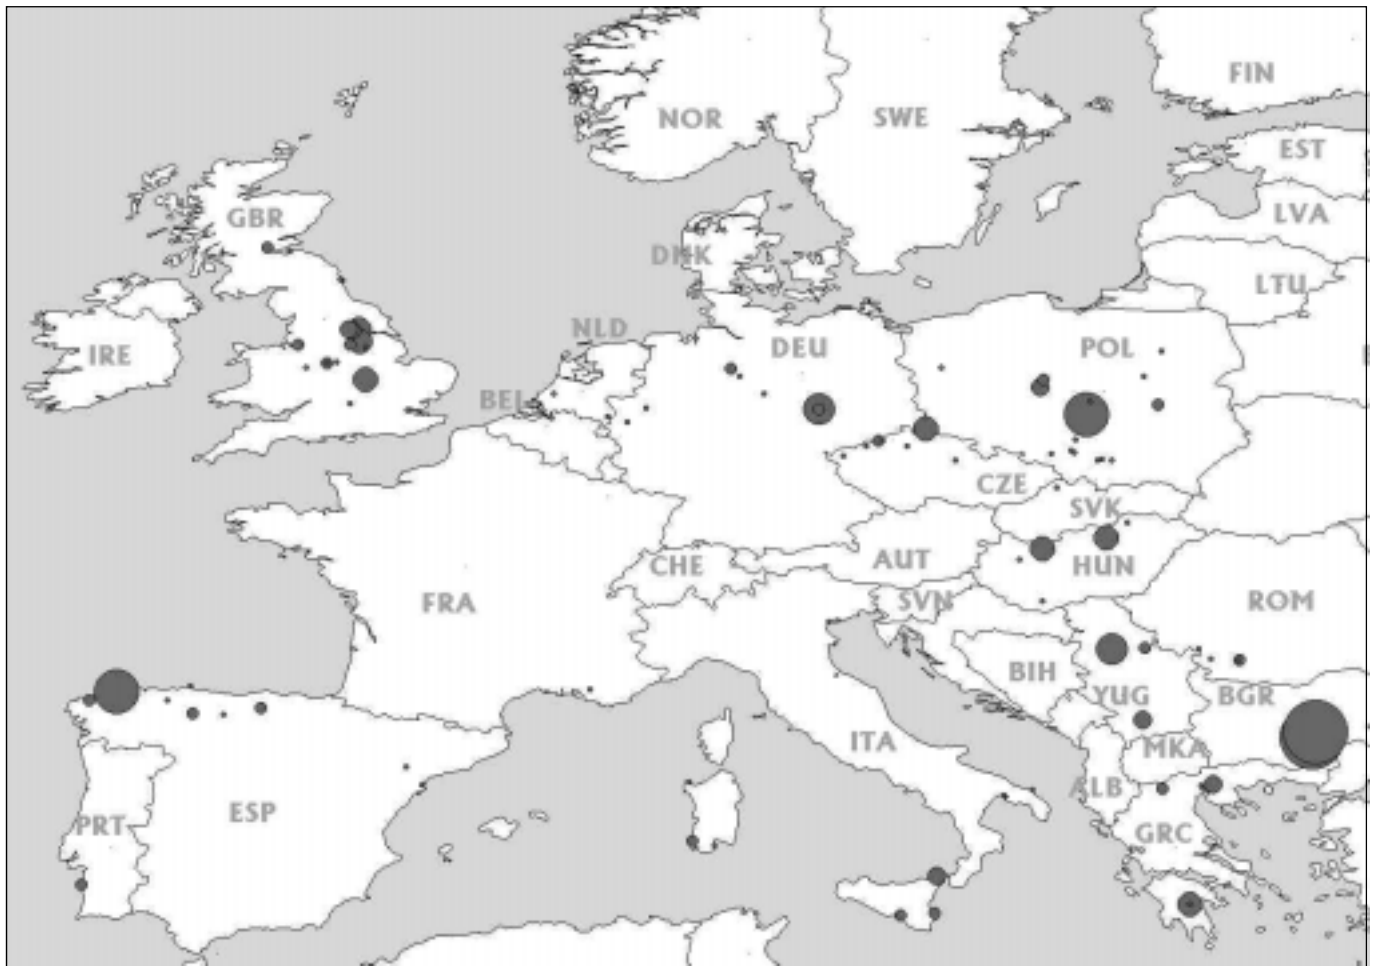 FIN
NOR
SWE
EST
GBR
LVA
DNK
LTU
NLD
IRE
DEU
POL
BEL
CZE
SVK
CHE
AUT
HUN
FRA
SVN
ROM
BIH
YUG
BGR
ITA
MKA
ALB
PRT
ESP
GRC